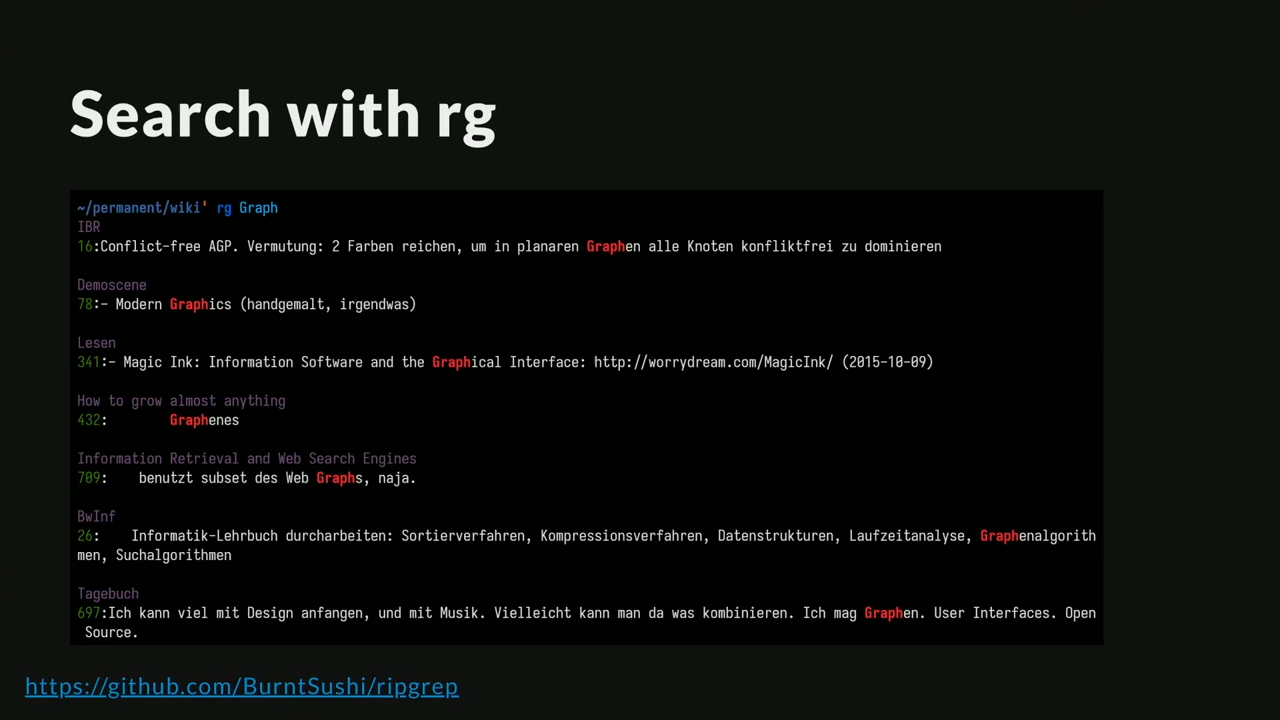 Search with rg
~/permanent/wiki' rg Graph
IBR
16:Conflict-free AGP. Vermutung: 2 Farben reichen, um in planaren Graphen alle Knoten konfliktfrei zu dominieren
Demoscene
78:- Modern Graphics (handgemalt, irgendwas)
Lesen
341:- Magic Ink: Information Software and the Graphical Interface: http://worrydream.com/MagicInk/ (2015-10-09)
How to grow almost anything
432:        Graphenes
Information Retrieval and Web Search Engines
709:    benutzt subset des Web Graphs, naja.
BwInf
26:    Informatik-Lehrbuch durcharbeiten: Sortierverfahren, Kompressionsverfahren, Datenstrukturen, Laufzeitanalyse, Graphenalgorith
men, Suchalgorithmen
Tagebuch
697:Ich kann viel mit Design anfangen, und mit Musik. Vielleicht kann man da was kombinieren. Ich mag Graphen. User Interfaces. Open
Source.
https://github.com/BurntSushi/ripgrep